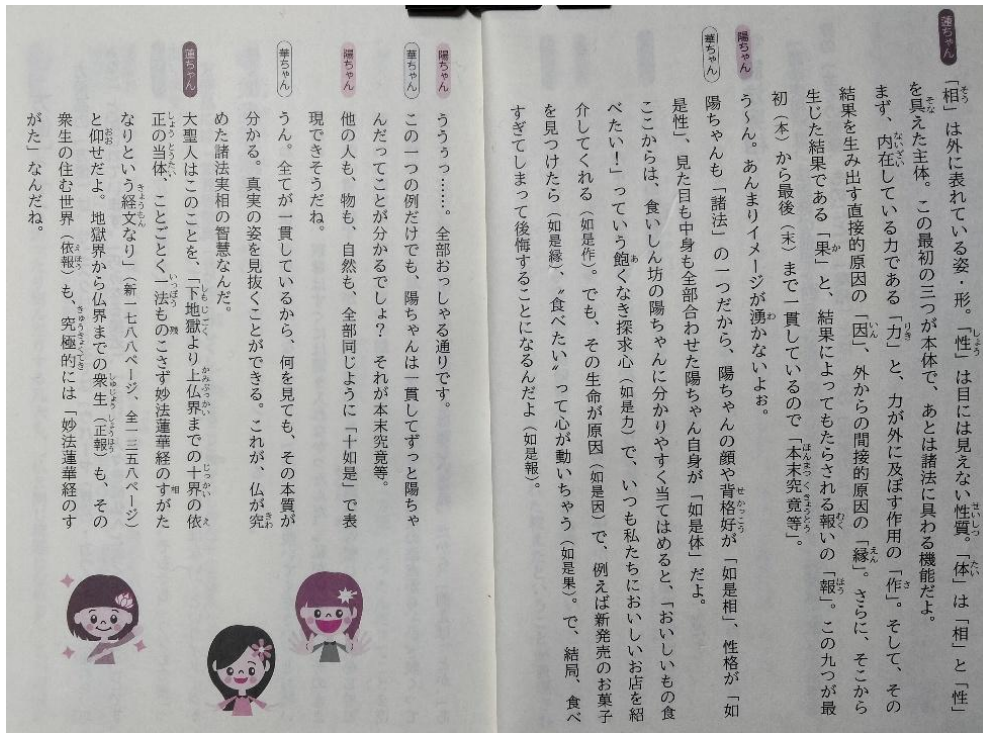 蓮ちゃん
「相」は外に表れている姿・形。「性」は目には見えない性質。「体」は「相」と「性」
を具えた主体。この最初の三つが本体で、あとは諸法に具わる機能だよ。
まず、内在している力である「力」と、力が外に及ぼす作用の「作」。そして、その
結果を生み出す直接的原因の「因」、外からの間接的原因の「縁」。さらに、そこから
生じた結果である「果」と、結果によってもたらされる報いの「報」。この九つが最
初（本）から最後（末）まで一貫しているので「本末究竟等」。
陽ちゃん
う～ん。あんまりイメージが湧かないよぉ。
華ちゃん
陽ちゃんも「諸法」の一つだから、陽ちゃんの顔や背格好が「如是相」、性格が「如
是性」、見た目も中身も全部合わせた陽ちゃん自身が「如是体」だよ。
ここからは、食いしん坊の陽ちゃんに分かりやすく当てはめると、「おいしいもの食
べたい！」っていう飽くなき探求心（如是力）で、いつも私たちにおいしいお店を紹
介してくれる（如是作）。でも、その生命が原因（如是因）で、例えば新発売のお菓子
を見つけたら（如是縁）、〝食べたい〟って心が動いちゃう（如是果）。で、結局、食べ
すぎてしまって後悔することになるんだよ（如是報）。
陽ちゃん
ううぅっ……。全部おっしゃる通りです。
華ちゃん
この一つの例だけでも、陽ちゃんは一貫してずっと陽ちゃ
んだってことが分かるでしょ？　それが本末究竟等。
陽ちゃん
他の人も、物も、自然も、全部同じように「十如是」で表
現できそうだね。
華ちゃん
うん。全てが一貫しているから、何を見ても、その本質が
分かる。真実の姿を見抜くことができる。これが、仏が究
めた諸法実相の智慧なんだ。
蓮ちゃん
大聖人はこのことを、「下地獄より上仏界までの十界の依
正の当体、ことごとく一法ものこさず妙法蓮華経のすがた
なりという経文なり」（新一七八八ページ、全一三五八ページ）
と仰せだよ。地獄界から仏界までの衆生（正報）も、その
衆生の住む世界（依報）も、究極的には「妙法蓮華経のす
がた」なんだね。